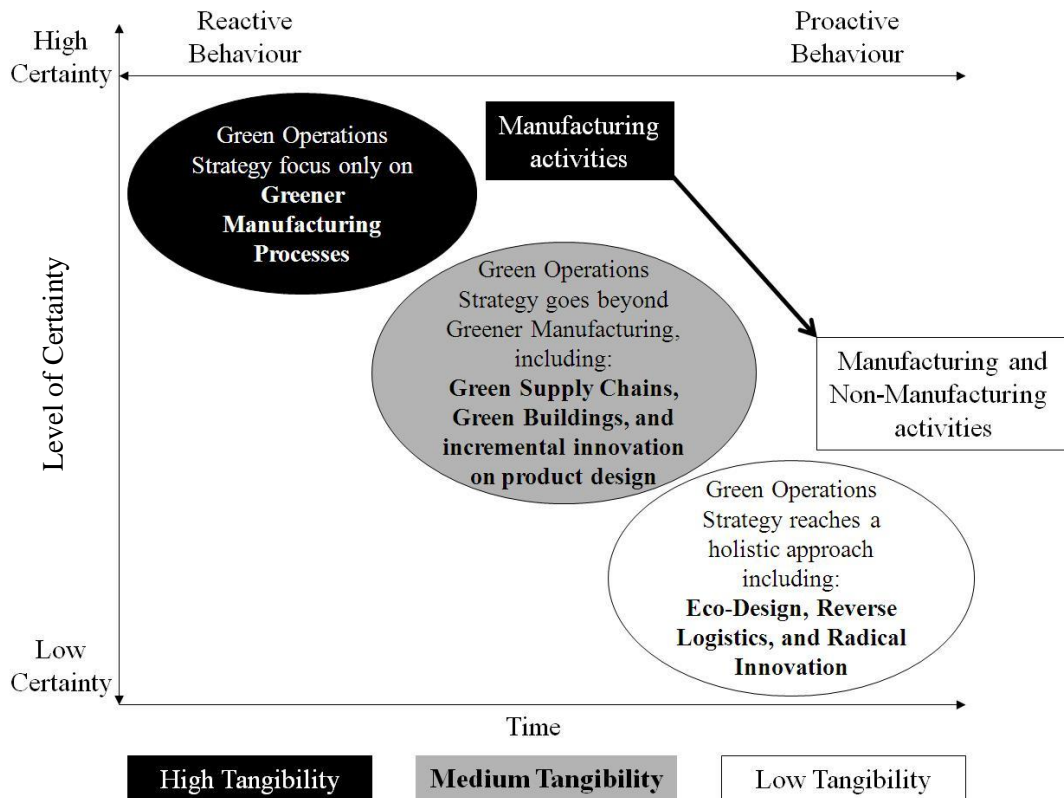 Reactive
Behaviour
Proactive
Behaviour
High
Certainty
Green Operations
Strategy focus only on
Greener
Manufacturing
Processes
Manufacturing
activities
Green Operations
Strategy goes beyond
Greener Manufacturing,
including:
Green Supply Chains,
Green Buildings, and
incremental innovation
on product design
Level of Certainty
Manufacturing and
Non-Manufacturing
activities
Green Operations
Strategy reaches a
holistic approach
including:
Eco-Design, Reverse
Logistics, and Radical
Innovation
Low
Certainty
Time
High Tangibility
Medium Tangibility
Low Tangibility